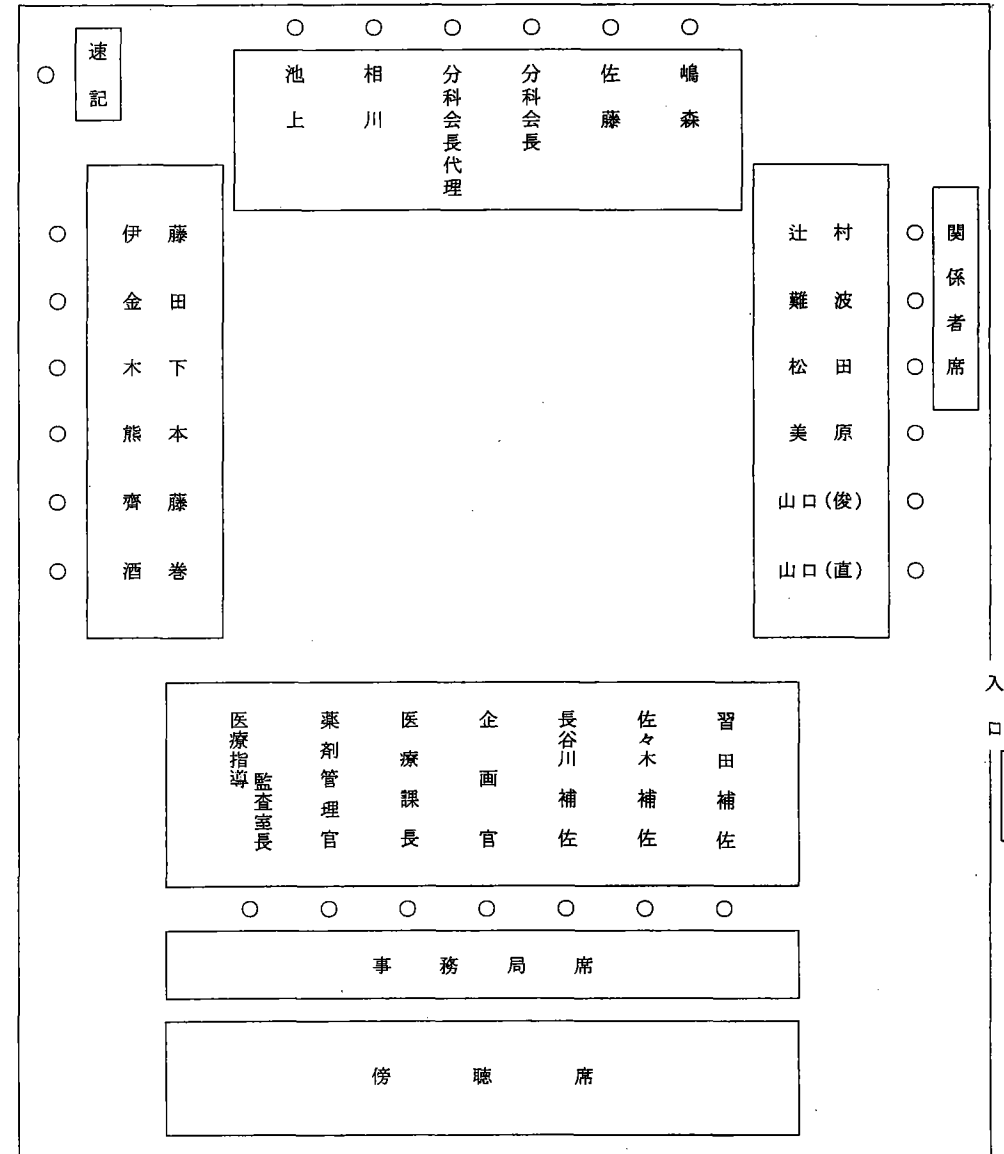 速記
池上
相川
分科会長代理
分科会長
佐藤
嶋森
伊藤
金田
木下
熊本
齊藤
酒巻
辻村
難波
松田
美原
山口(俊)
山口(直)
関係者席
入口
医療指導
監査室長
薬剤管理官
医療課長
企画官
長谷川補佐
佐々木補佐
習田補佐
事務局席
傍聴席